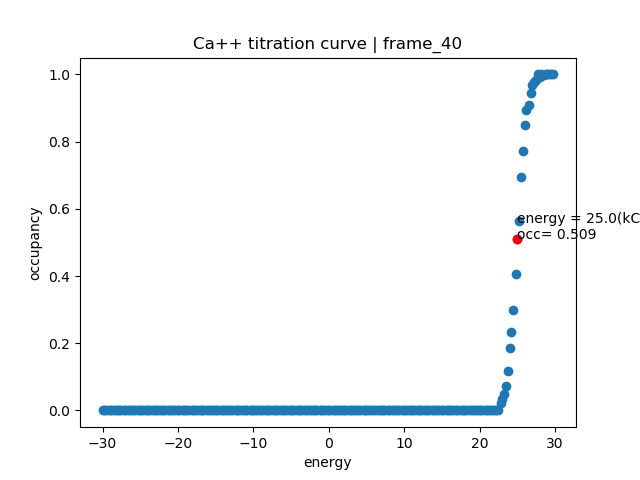 Ca++ titration curve | frame_40
1.0
0.8
0.6
0.4
0.2
0.0
occupancy
energy = 25.0(kC
occ= 0.509
−30
−20
−10
0
10
20
30
energy